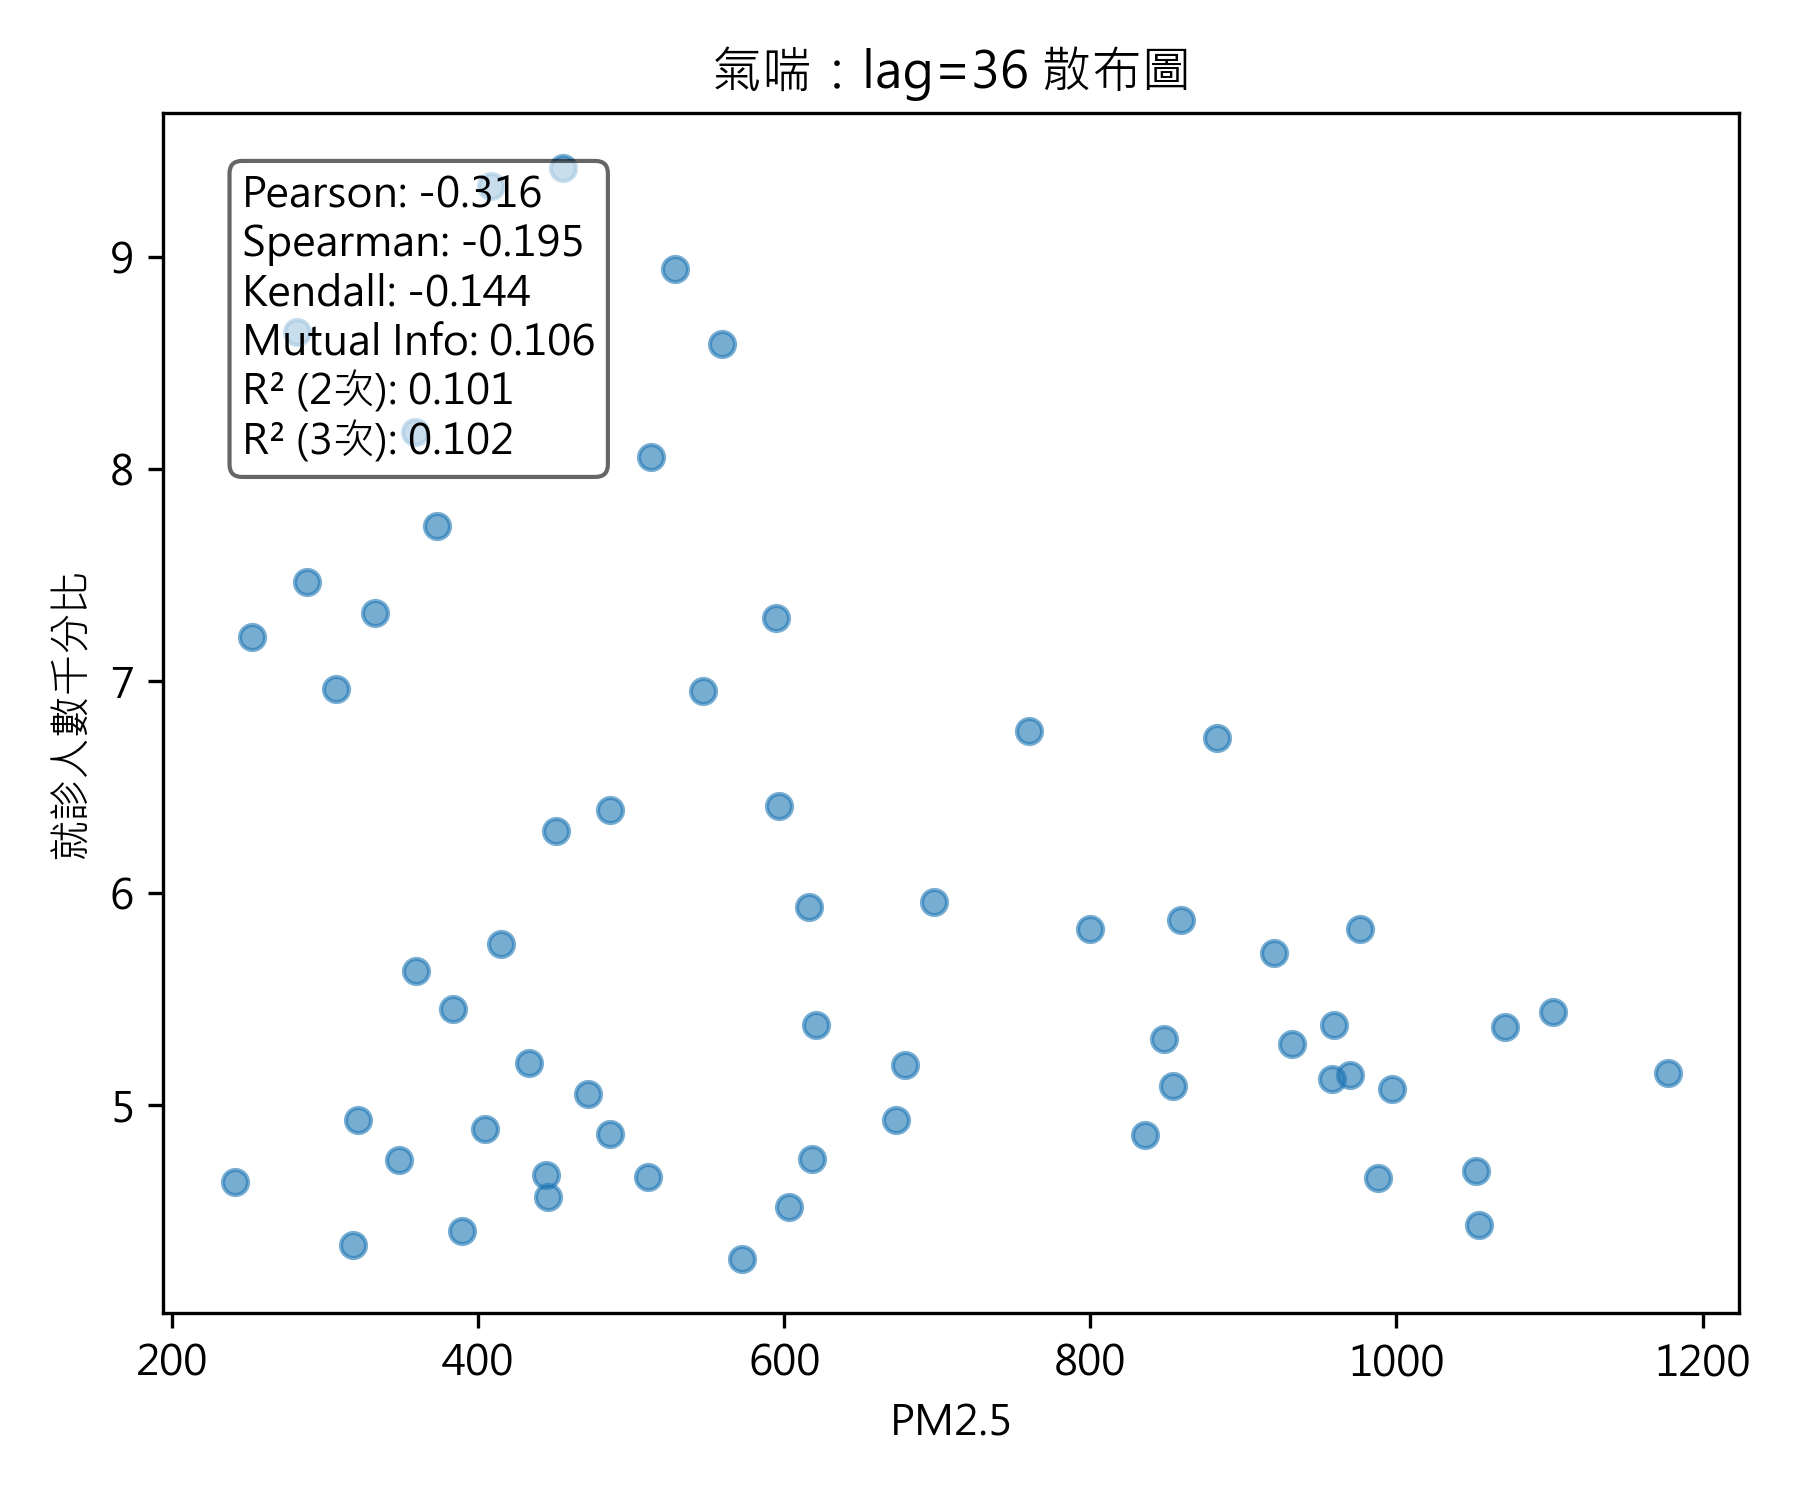 氣喘：lag=36 散布圖
Pearson: -0.316
Spearman: -0.195
Kendall: -0.144
Mutual Info: 0.106
R² (2次): 0.101
R² (3次): 0.102
就診人數千分比
9
8
7
6
5
200 400 600 800 1000 1200
PM2.5